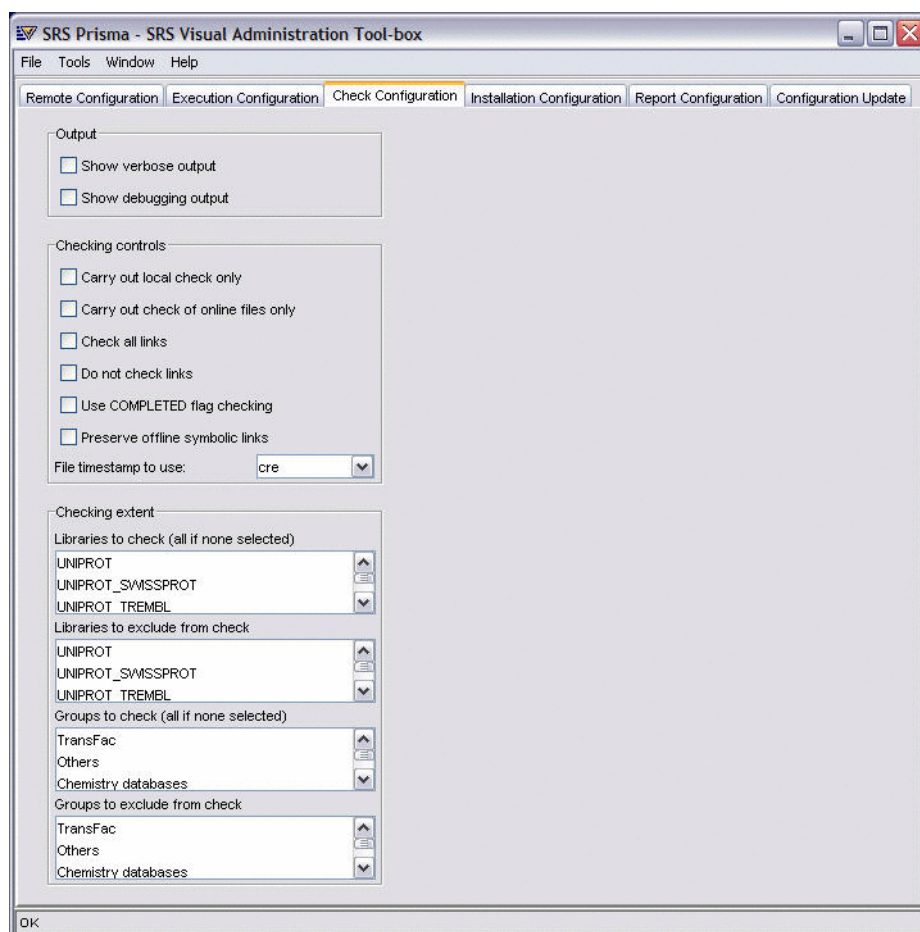 SRS Prisma - SRS Visual Administration Tool-box
File Tools Window Help
Remote Configuration Execution Configuration Check Configuration Installation Configuration Report Configuration Configuration Update
Output
Show verbose output
Show debugging output
Checking controls
Carry out local check only
Carry out check of online files only
Check all links
Do not check links
Use COMPLETED flag checking
Preserve offline symbolic links
File timestamp to use: cre
Checking extent
Libraries to check (all if none selected)
UNIPROT
UNIPROT_SWISSPROT
UNIPROT_TREMBL
Libraries to exclude from check
UNIPROT
UNIPROT_SWISSPROT
UNIPROT_TREMBL
Groups to check (all if none selected)
TransFac
Others
Chemistry databases
Groups to exclude from check
TransFac
Others
Chemistry databases
OK